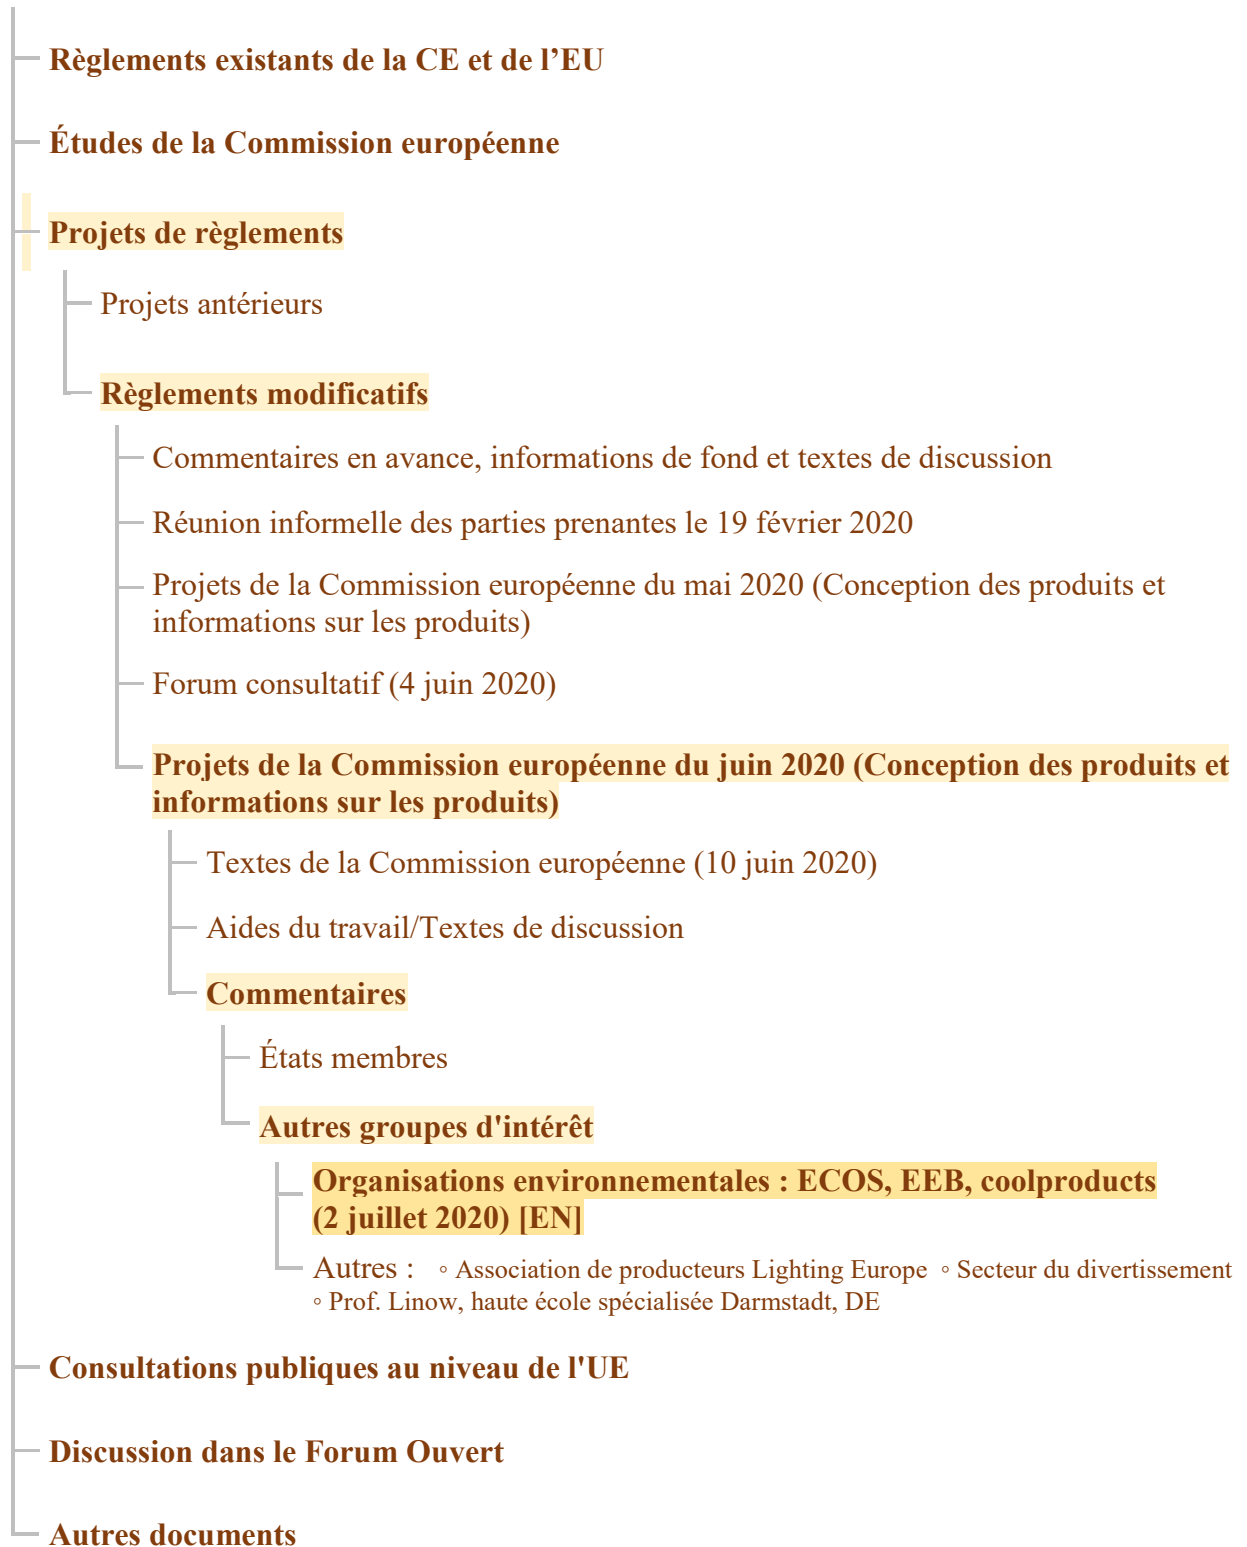 Règlements existants de la CE et de l’EU
Études de la Commission européenne
Projets de règlements
Projets antérieurs
Règlements modificatifs
Commentaires en avance, informations de fond et textes de discussion
Réunion informelle des parties prenantes le 19 février 2020
Projets de la Commission européenne du mai 2020 (Conception des produits et
informations sur les produits)
Forum consultatif (4 juin 2020)
Projets de la Commission européenne du juin 2020 (Conception des produits et
informations sur les produits)
Textes de la Commission européenne (10 juin 2020)
Aides du travail/Textes de discussion
Commentaires
États membres
Autres groupes d'intérêt
Organisations environnementales : ECOS, EEB, coolproducts
(2 juillet 2020) [EN]
Autres : ◦ Association de producteurs Lighting Europe ◦ Secteur du divertissement
◦ Prof. Linow, haute école spécialisée Darmstadt, DE
Consultations publiques au niveau de l'UE
Discussion dans le Forum Ouvert
Autres documents